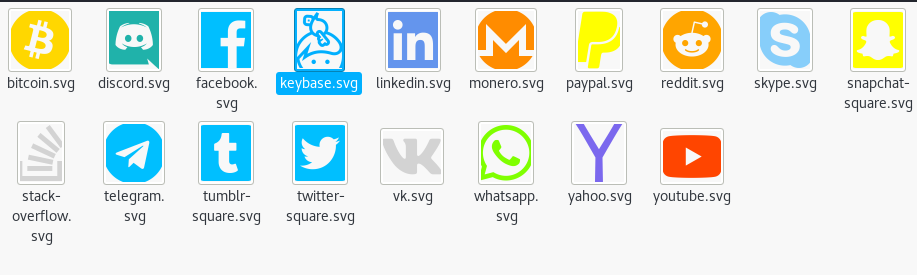 bitcoin.svg discord.svg facebook. keybase.svg linkedin.svg monero.svg paypal.svg reddit.svg skype.svg snapchat-
svg square.svg
stack- telegram. tumblr- twitter- vk.svg whatsapp. yahoo.svg youtube.svg
overflow. svg square.svg square.svg svg
svg